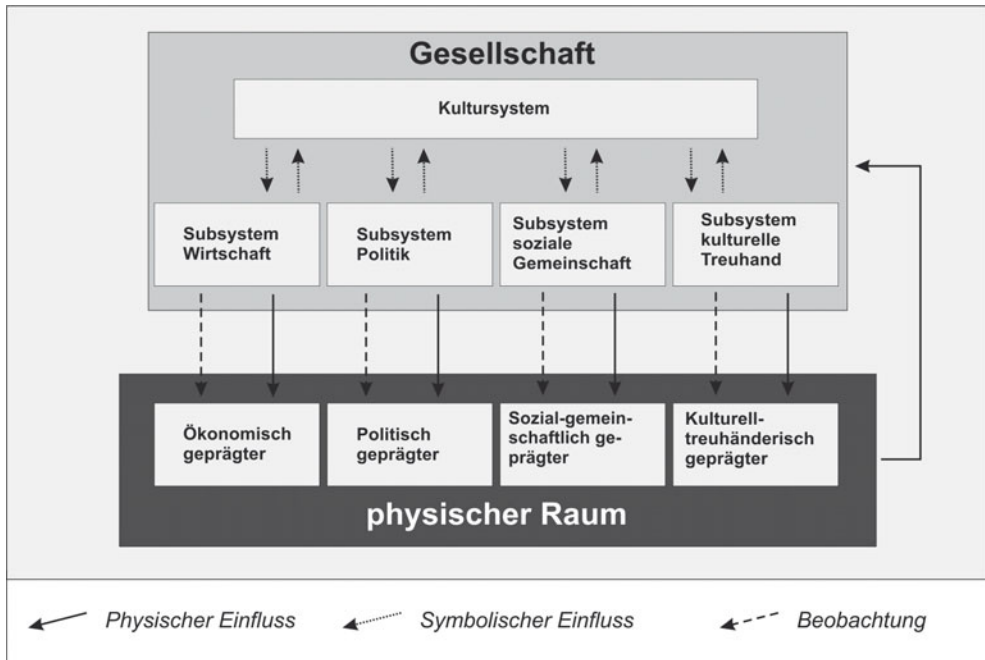 Gesellschaft
Kultursystem
Subsystem
Wirtschaft
Subsystem
Politik
Subsystem
soziale
Gemeinschaft
Subsystem
kulturelle
Treuhand
Ökonomisch
geprägter
Politisch
geprägter
Sozial-gemein-
schaftlich ge-
prägter
Kulturell-
treuhänderisch
geprägter
physischer Raum
Physischer Einfluss
Symbolischer Einfluss
Beobachtung